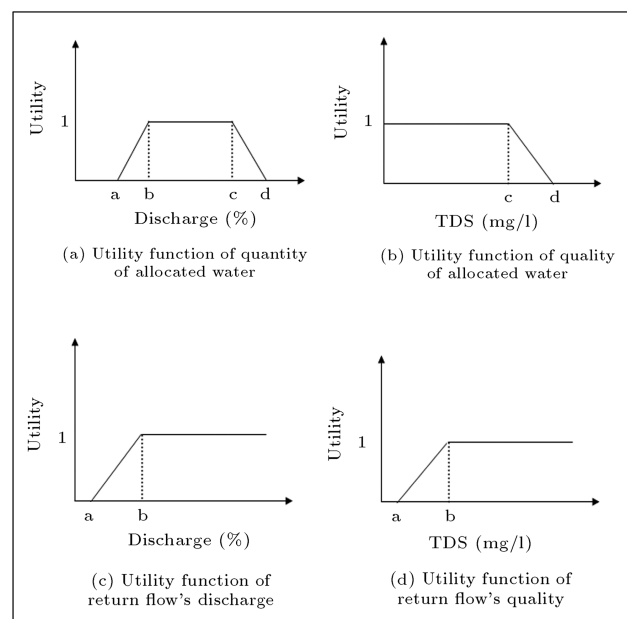 Utility
1
a b c d
Discharge (%)
(a) Utility function of quantity
of allocated water
Utility
1
c d
TDS (mg/l)
(b) Utility function of quality
of allocated water
Utility
1
a b
Discharge (%)
(c) Utility function of
return flow's discharge
Utility
1
a b
TDS (mg/l)
(d) Utility function of
return flow's quality